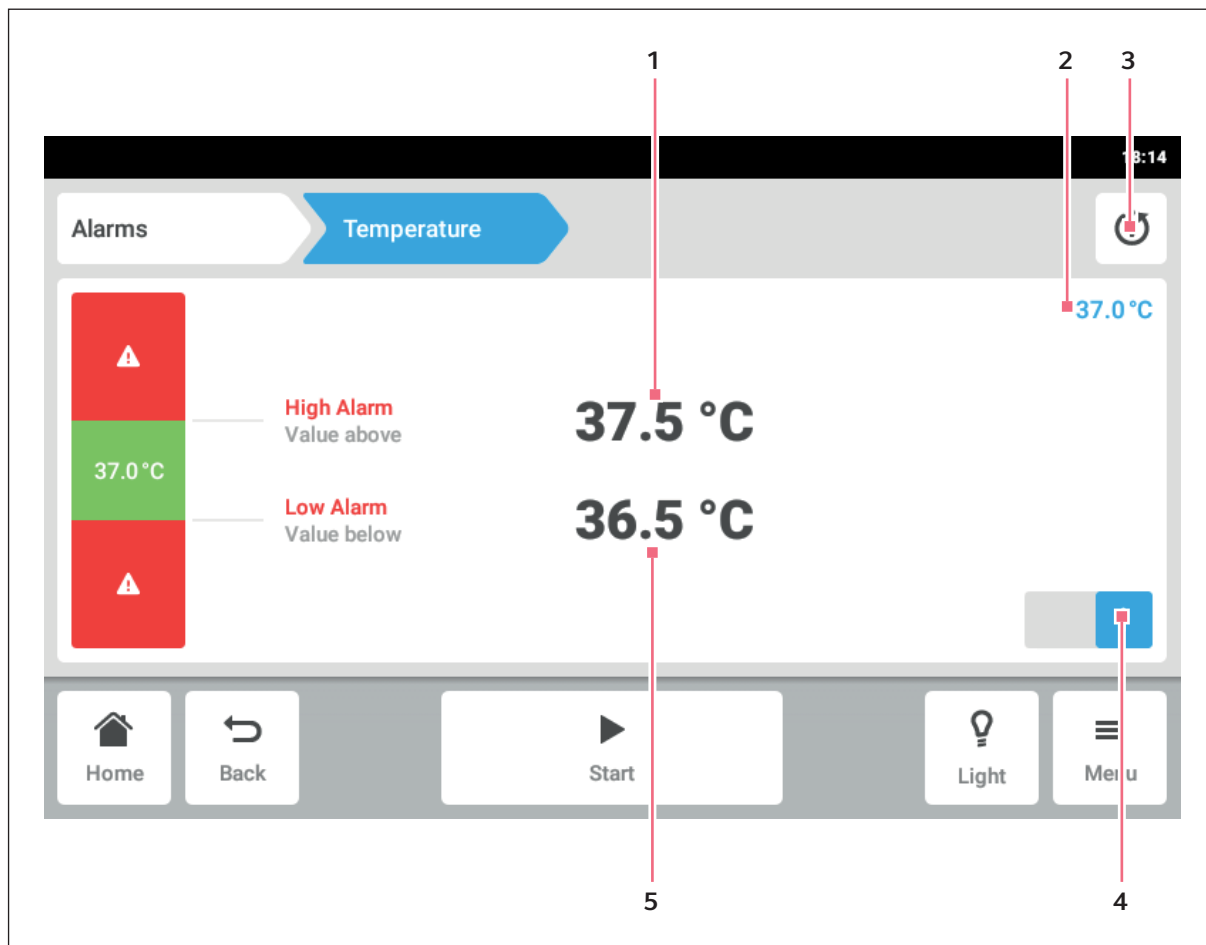 1 2 3
18:14
Alarms Temperature
37.0 °C
High Alarm 37.5 °C
Value above
37.0 °C
Low Alarm 36.5 °C
Value below
Home Back Start Light Menu
5 4